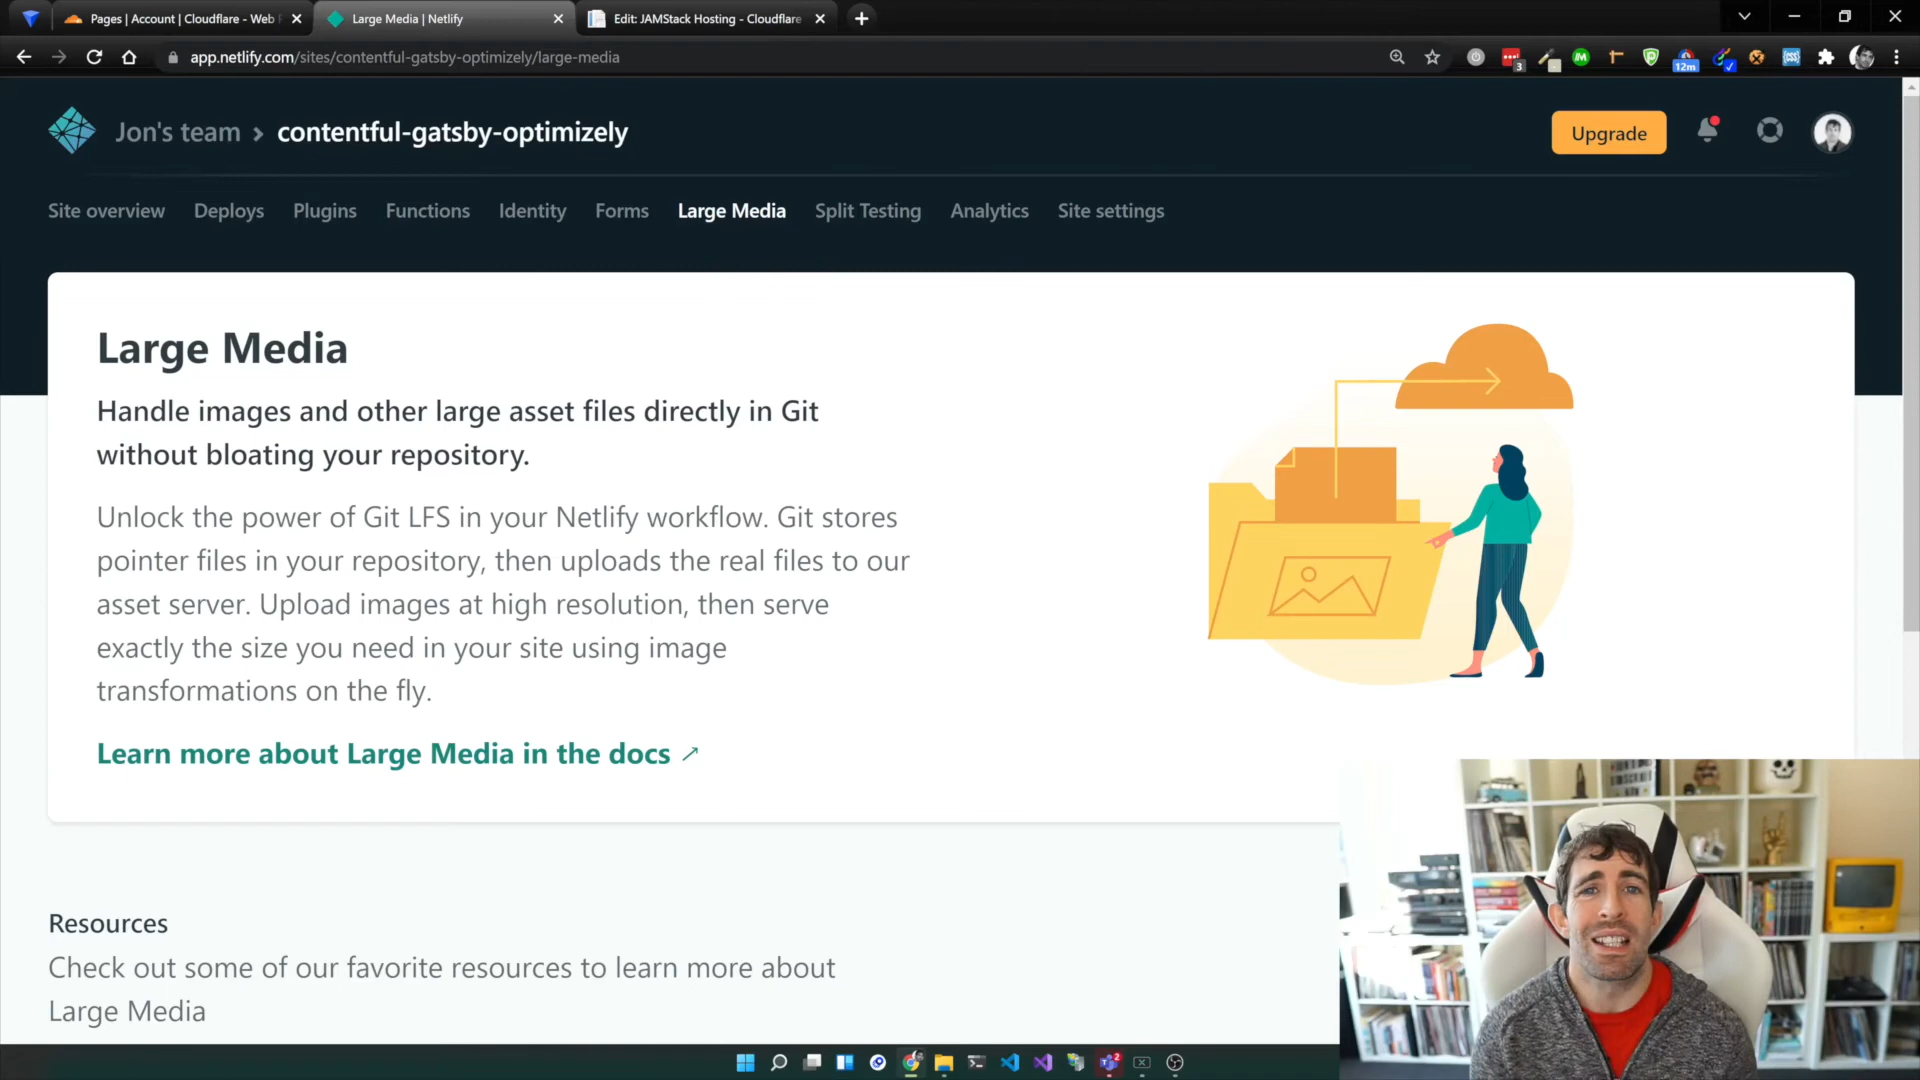 Pages | Account | Cloudflare - Web
Large Media | Netlify
Edit: JAMStack Hosting - Cloudflare
app.netlify.com/sites/contentful-gatsby-optimizely/large-media
3
12m
Jon's team > contentful-gatsby-optimizely
Upgrade
Site overview Deploys Plugins Functions Identity Forms Large Media Split Testing Analytics Site settings
Large Media
Handle images and other large asset files directly in Git
without bloating your repository.
Unlock the power of Git LFS in your Netlify workflow. Git stores
pointer files in your repository, then uploads the real files to our
asset server. Upload images at high resolution, then serve
exactly the size you need in your site using image
transformations on the fly.
Learn more about Large Media in the docs ↗
Resources
Check out some of our favorite resources to learn more about
Large Media
2